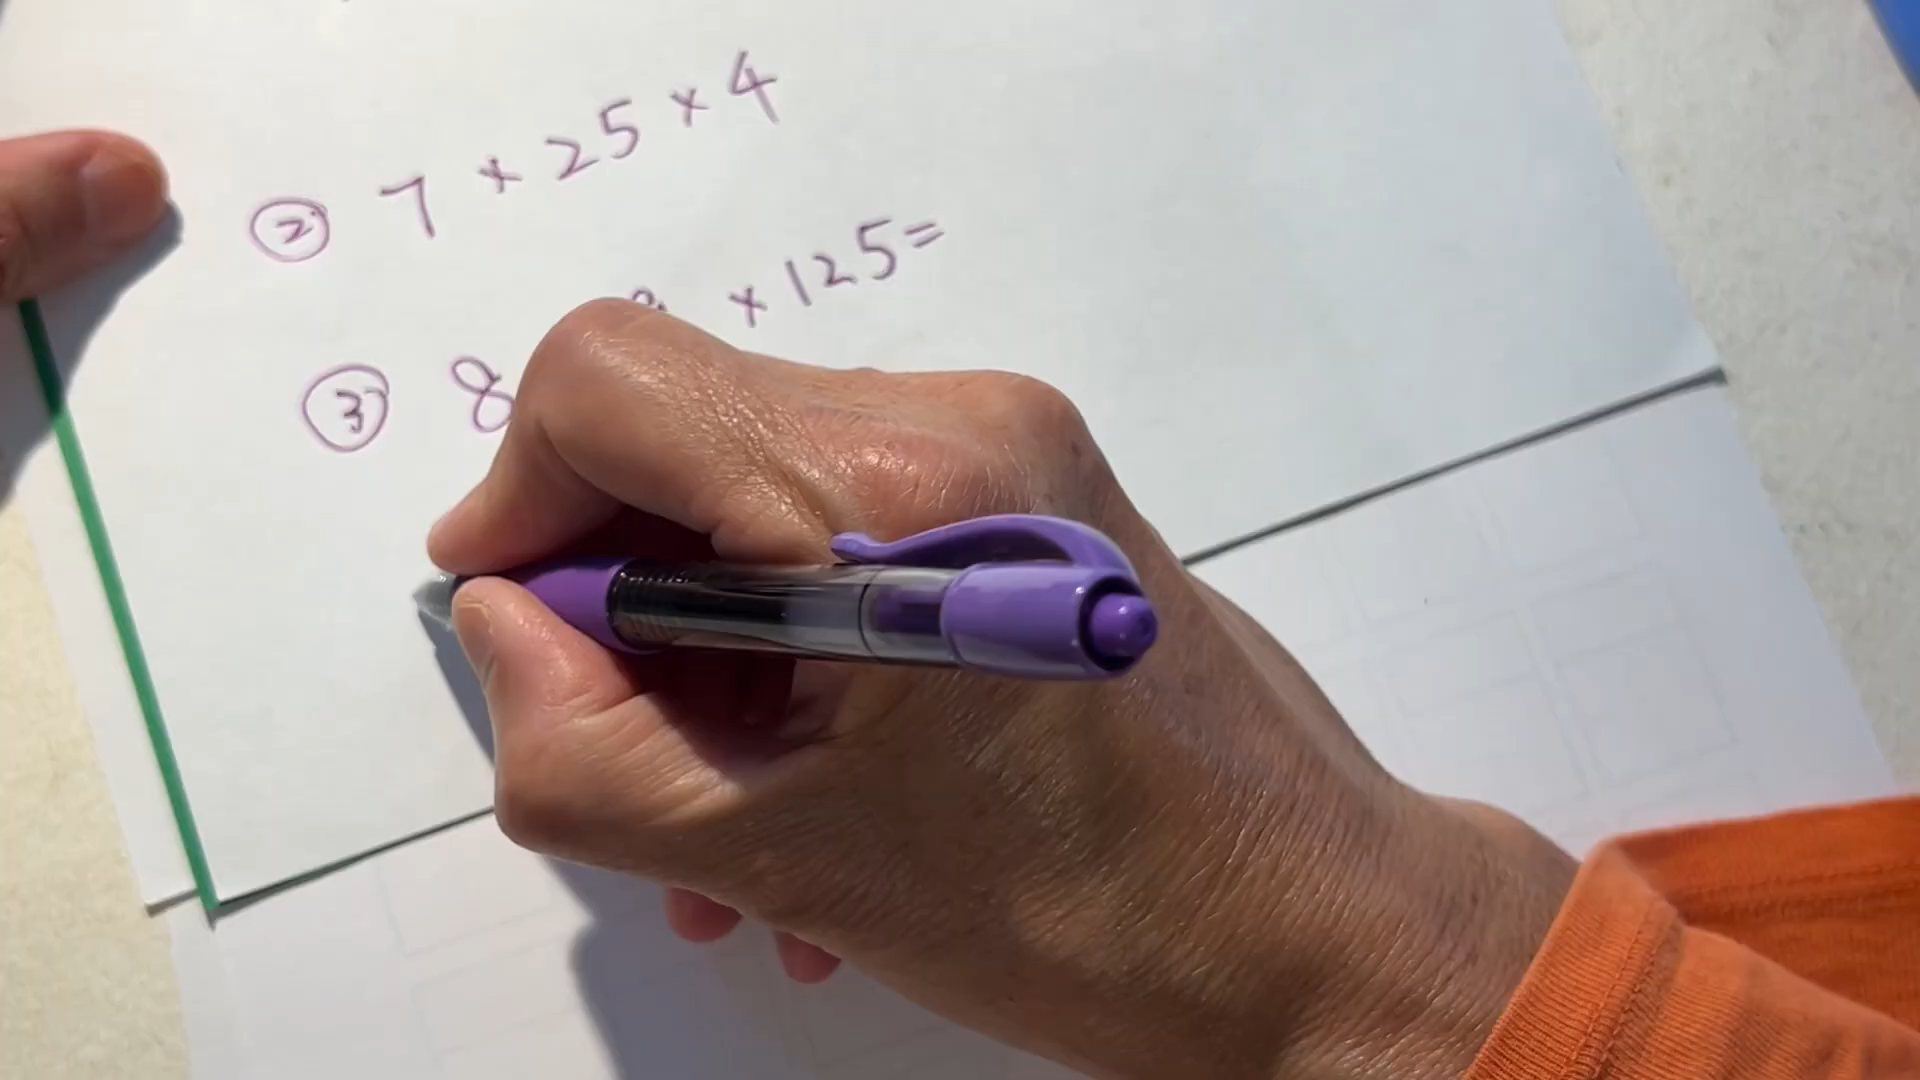 ② 7 × 25 × 4
③ 8 × 125 =